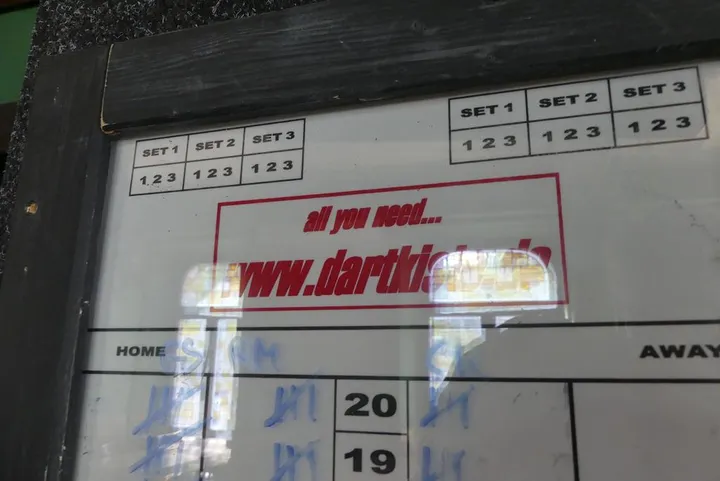 SET 1 SET 2 SET 3
1 2 3 1 2 3 1 2 3
SET 1 SET 2 SET 3
1 2 3 1 2 3 1 2 3
all you need...
HOME AWAY
20
19